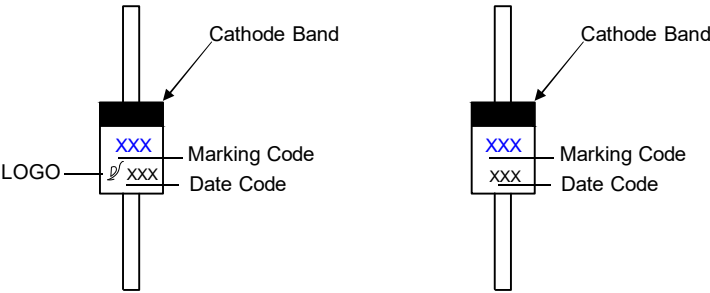 Cathode Band
XXX
Marking Code
LOGO
XXX
Date Code
Cathode Band
XXX
Marking Code
XXX
Date Code